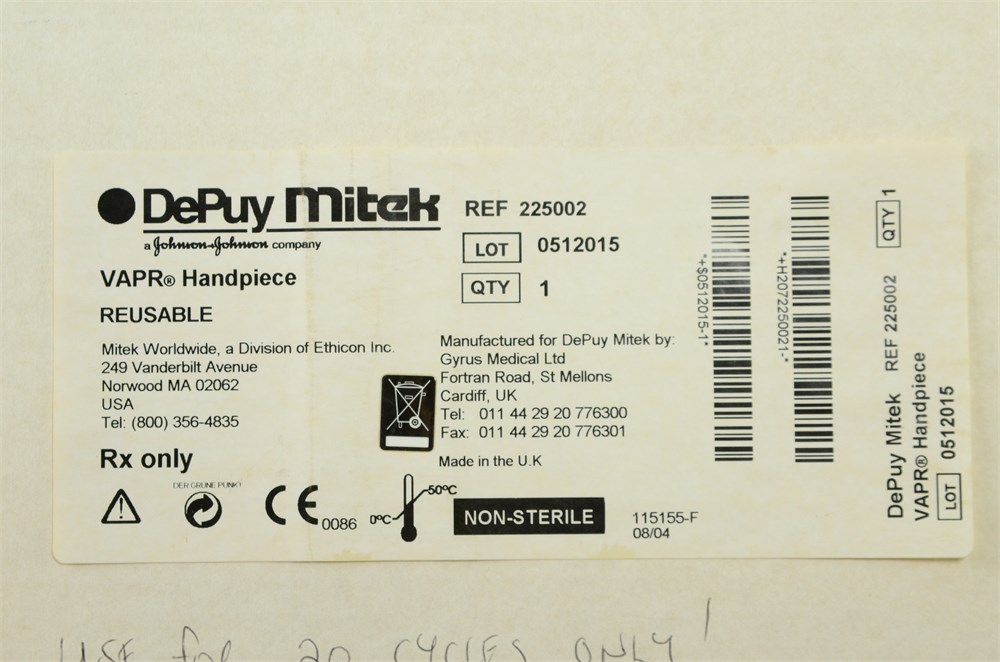 DePuy Mitek
a Johnson & Johnson company
VAPR® Handpiece
REUSABLE
Mitek Worldwide, a Division of Ethicon Inc.
249 Vanderbilt Avenue
Norwood MA 02062
USA
Tel: (800) 356-4835
Rx only
DER GRÜNE PUNKT
CE 0086
0ºC
50ºC
REF 225002
LOT 0512015
QTY 1
Manufactured for DePuy Mitek by:
Gyrus Medical Ltd
Fortran Road, St Mellons
Cardiff, UK
Tel: 011 44 29 20 776300
Fax: 011 44 29 20 776301
Made in the U.K
NON-STERILE
115155-F
08/04
*+$0512015-1*
*+H2072250021-*
DePuy Mitek REF 225002 QTY 1
VAPR® Handpiece
LOT 0512015
USE for 20 CYCLES ONLY!